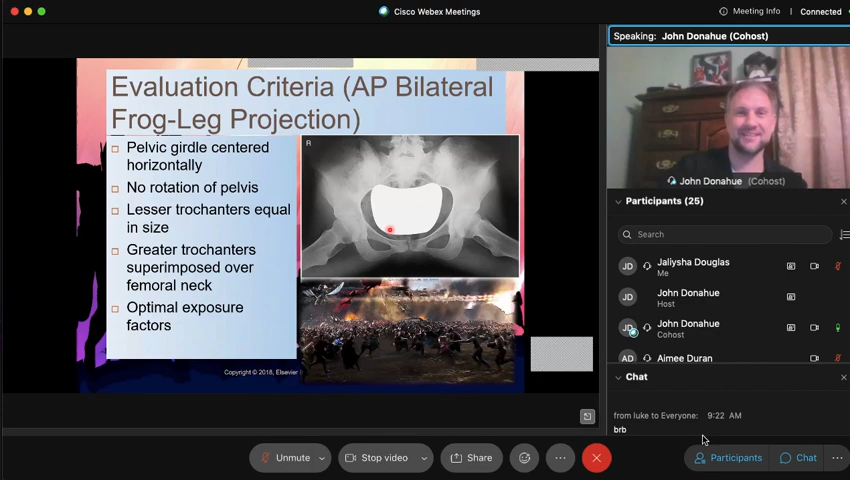 Cisco Webex Meetings
Meeting Info
Connected
Speaking: John Donahue (Cohost)
Evaluation Criteria (AP Bilateral
Frog-Leg Projection)
Pelvic girdle centered
horizontally
No rotation of pelvis
Lesser trochanters equal
in size
Greater trochanters
superimposed over
femoral neck
Optimal exposure
factors
R
Copyright © 2018, Elsevier
John Donahue (Cohost)
Participants (25)
Search
JD
Jaliysha Douglas
Me
JD
John Donahue
Host
JD
John Donahue
Cohost
AD
Aimee Duran
Chat
from luke to Everyone: 9:22 AM
brb
Unmute
Stop video
Share
Participants
Chat